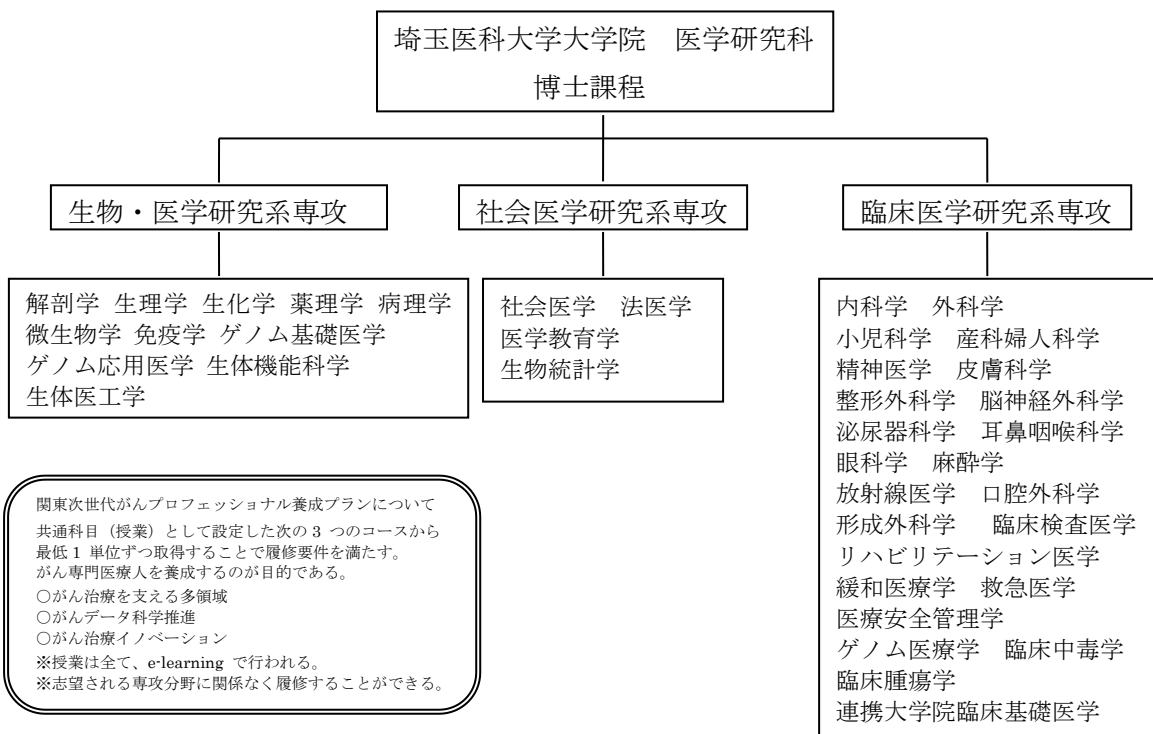 埼玉医科大学大学院　医学研究科
博士課程
生物・医学研究系専攻
社会医学研究系専攻
臨床医学研究系専攻
解剖学 生理学 生化学 薬理学 病理学
微生物学 免疫学 ゲノム基礎医学
ゲノム応用医学 生体機能科学
生体医工学
社会医学　法医学
医学教育学
生物統計学
内科学　外科学
小児科学　産科婦人科学
精神医学　皮膚科学
整形外科学　脳神経外科学
泌尿器科学　耳鼻咽喉科学
眼科学　麻酔学
放射線医学　口腔外科学
形成外科学　臨床検査医学
リハビリテーション医学
緩和医療学　救急医学
医療安全管理学
ゲノム医療学　臨床中毒学
臨床腫瘍学
連携大学院臨床基礎医学
関東次世代がんプロフェッショナル養成プランについて
共通科目（授業）として設定した次の 3 つのコースから
最低 1 単位ずつ取得することで履修要件を満たす。
がん専門医療人を養成するのが目的である。
○がん治療を支える多領域
○がんデータ科学推進
○がん治療イノベーション
※授業は全て、e-learning で行われる。
※志望される専攻分野に関係なく履修することができる。